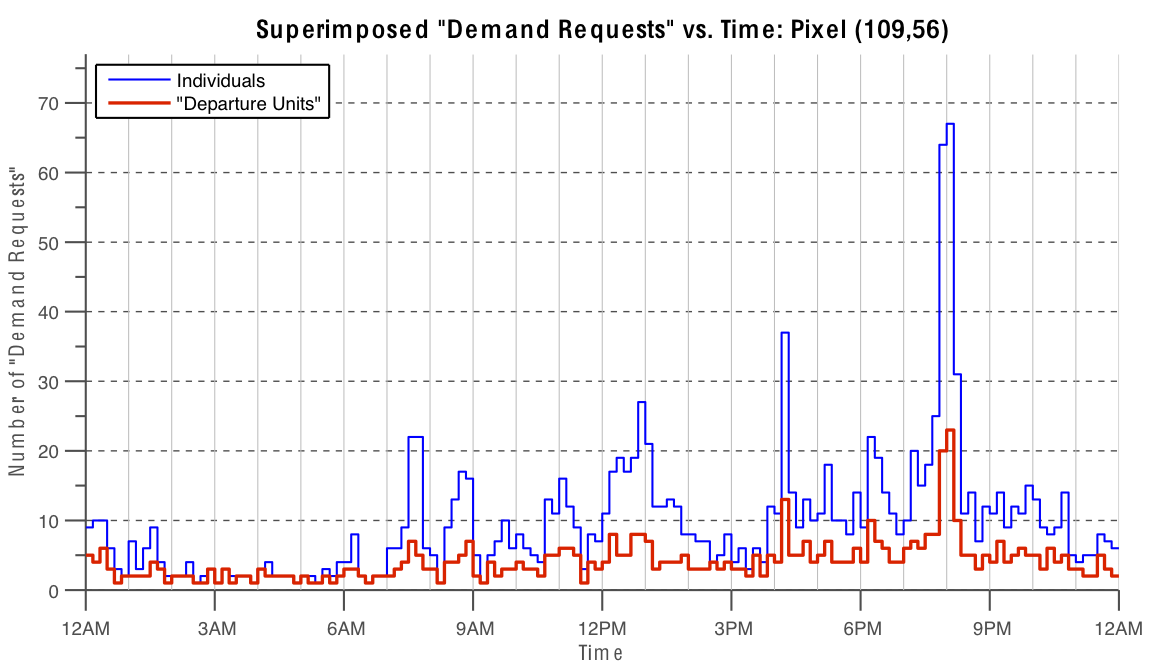 Superimposed "Demand Requests" vs. Time: Pixel (109,56)
Individuals
"Departure Units"
Number of "Demand Requests"
70
60
50
40
30
20
10
0
12AM 3AM 6AM 9AM 12PM 3PM 6PM 9PM 12AM
Time